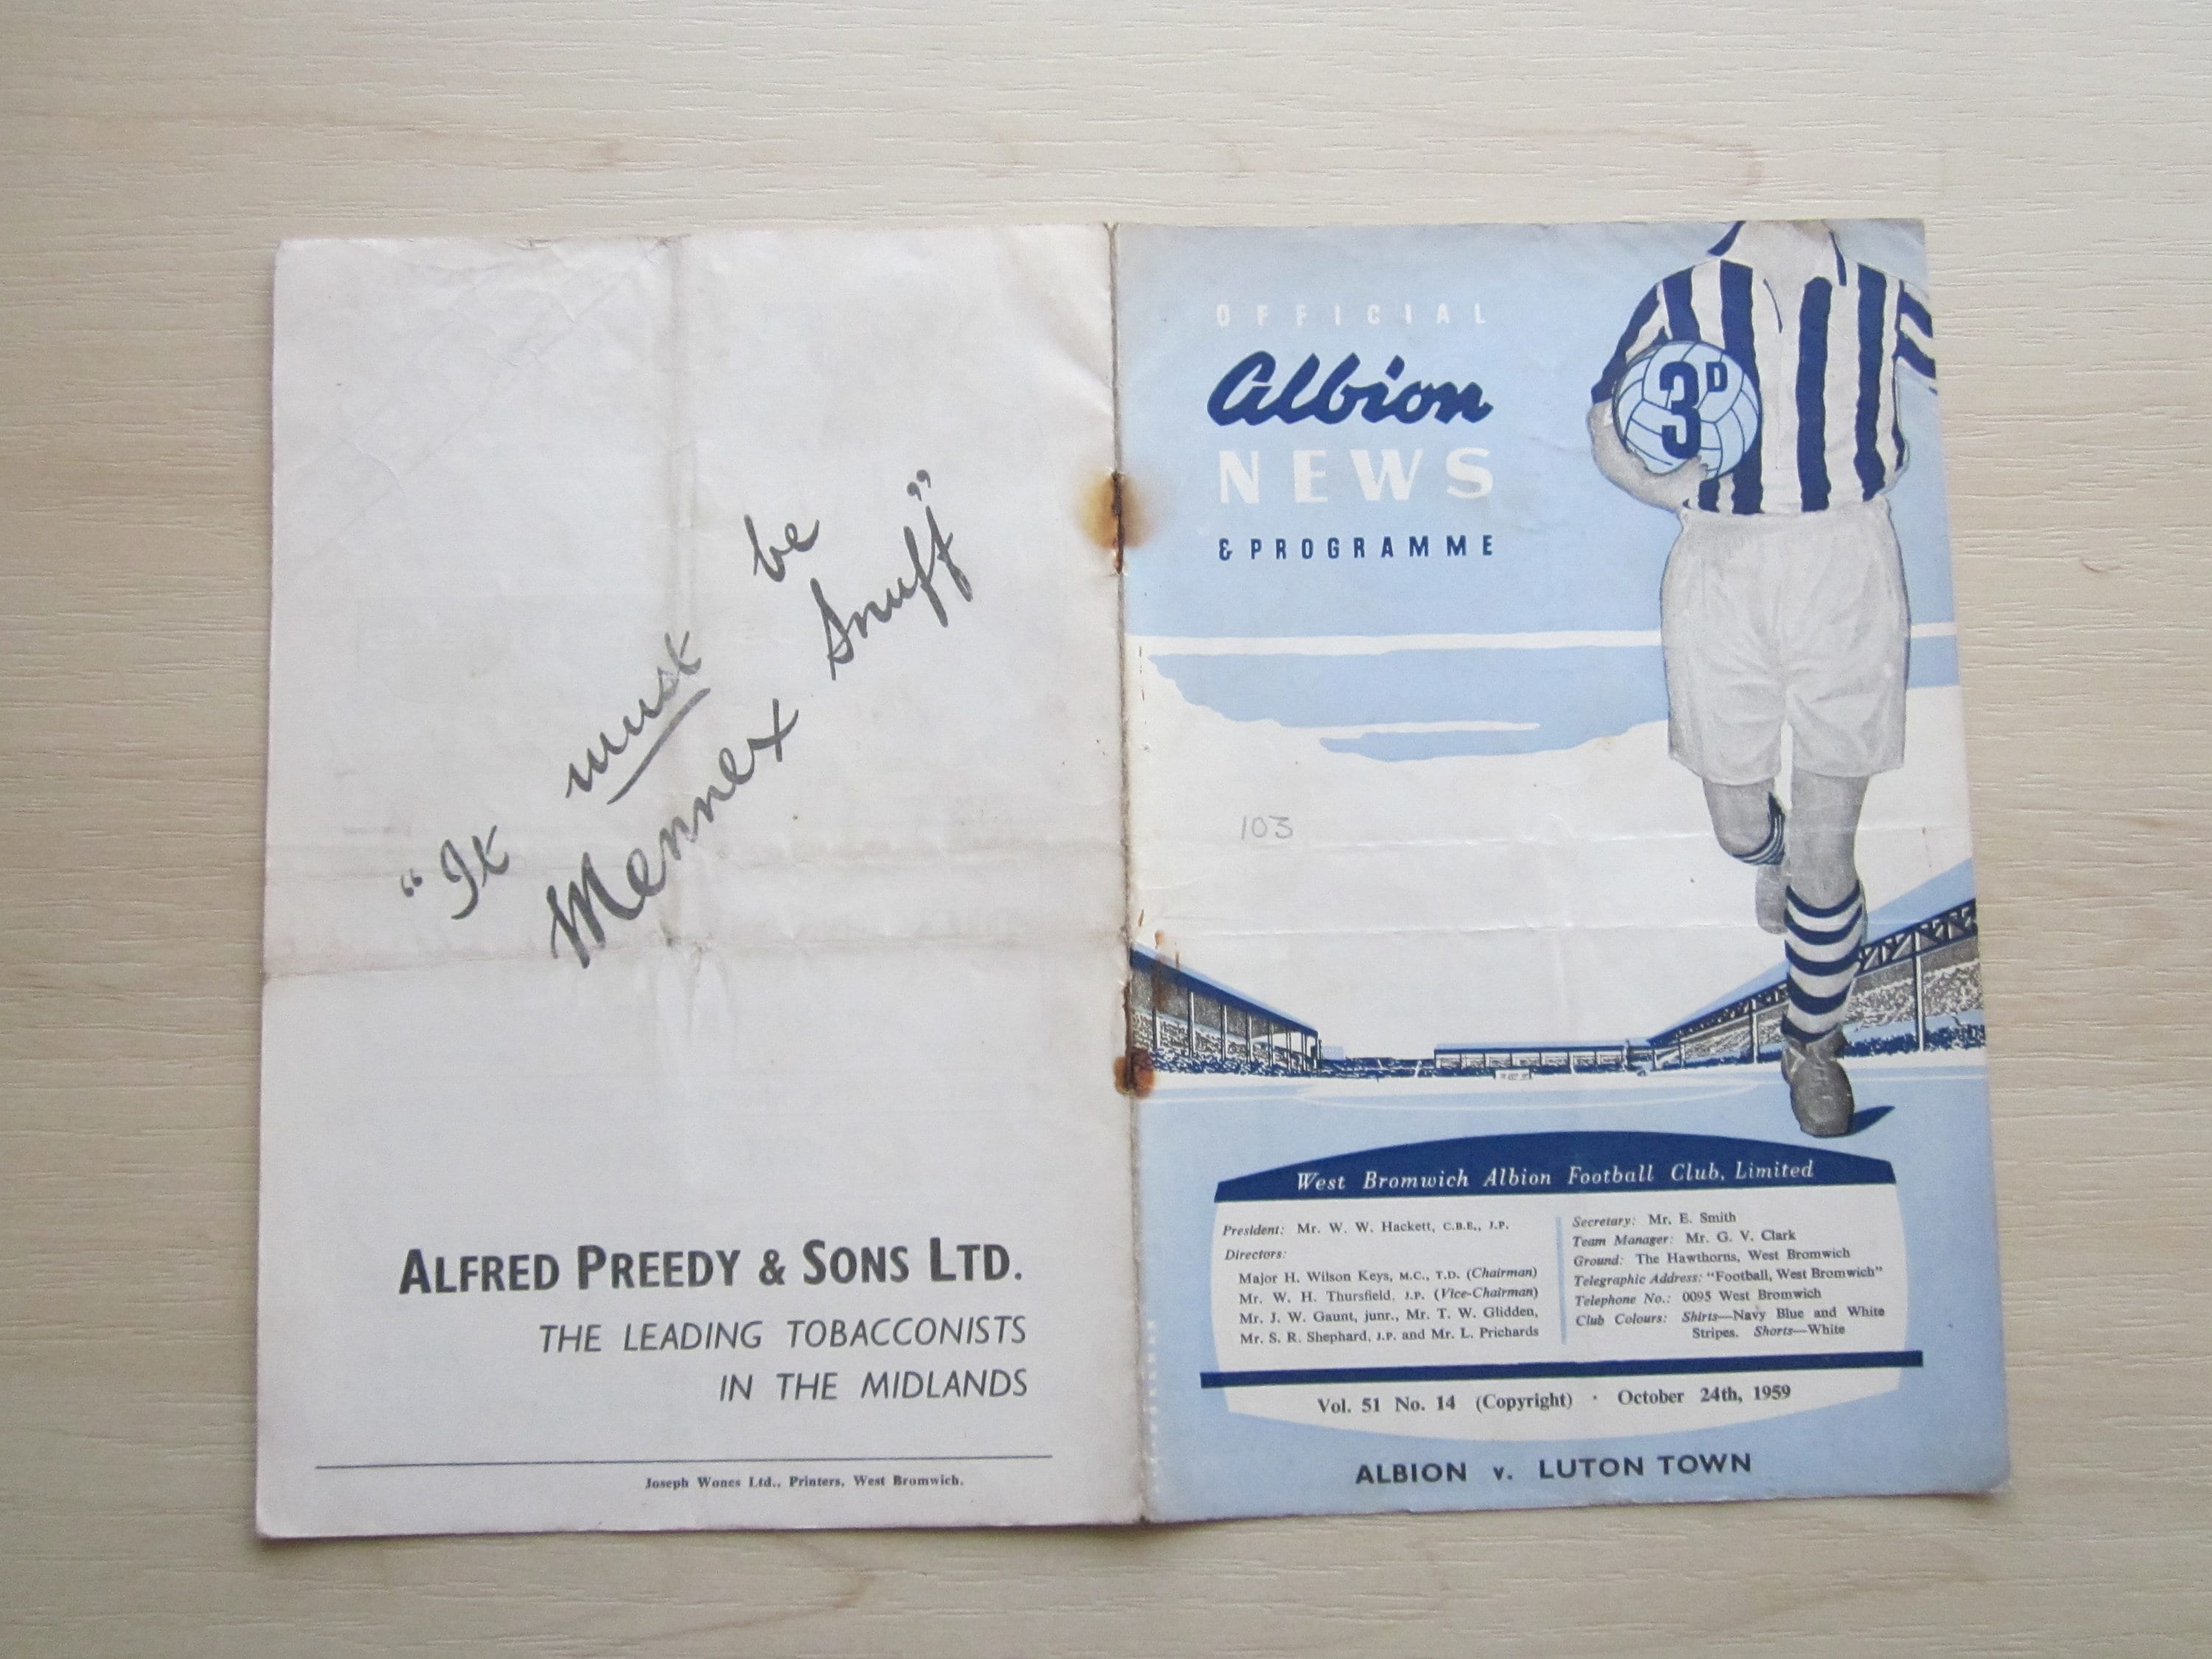 "It must be
Mennex Snuff"
ALFRED PREEDY & SONS LTD.
THE LEADING TOBACCONISTS
IN THE MIDLANDS
Joseph Wones Ltd., Printers, West Bromwich.
OFFICIAL
Albion
NEWS
& PROGRAMME
3D
103
West Bromwich Albion Football Club, Limited
President: Mr. W. W. Hackett, C.B.E., J.P.
Directors:
Major H. Wilson Keys, M.C., T.D. (Chairman)
Mr. W. H. Thursfield, J.P. (Vice-Chairman)
Mr. J. W. Gaunt, junr., Mr. T. W. Glidden,
Mr. S. R. Shephard, J.P. and Mr. L. Prichards
Secretary: Mr. E. Smith
Team Manager: Mr. G. V. Clark
Ground: The Hawthorns, West Bromwich
Telegraphic Address: "Football, West Bromwich"
Telephone No.: 0095 West Bromwich
Club Colours: Shirts—Navy Blue and White
Stripes. Shorts—White
Vol. 51 No. 14 (Copyright) · October 24th, 1959
ALBION v. LUTON TOWN